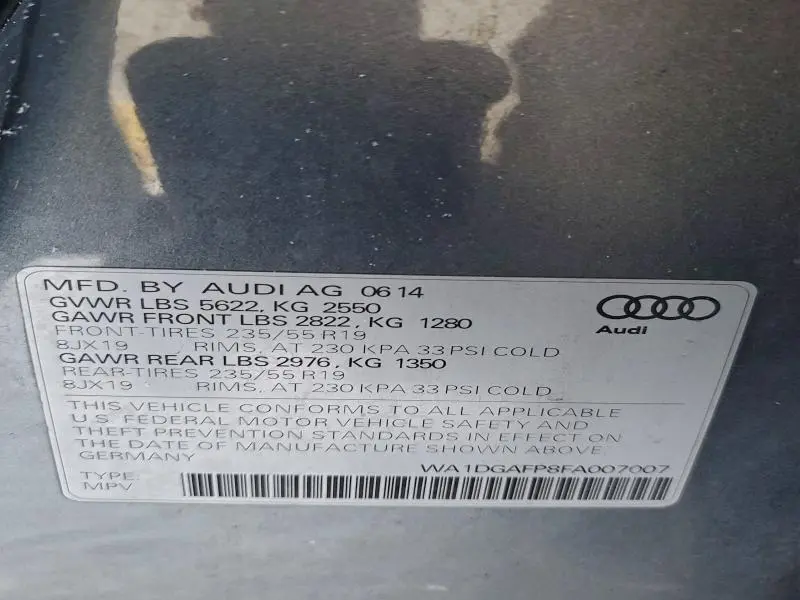 MFD. BY AUDI AG 06 14
GVWR LBS 5622, KG 2550
GAWR FRONT LBS 2822, KG 1280
FRONT-TIRES 235/55 R19
8JX19 RIMS, AT 230 KPA 33 PSI COLD
GAWR REAR LBS 2976, KG 1350
REAR-TIRES 235/55 R19
8JX19 RIMS, AT 230 KPA 33 PSI COLD
Audi
THIS VEHICLE CONFORMS TO ALL APPLICABLE
U.S. FEDERAL MOTOR VEHICLE SAFETY AND
THEFT PREVENTION STANDARDS IN EFFECT ON
THE DATE OF MANUFACTURE SHOWN ABOVE.
GERMANY
WA1DGAFP8FA007007
TYPE:
MPV